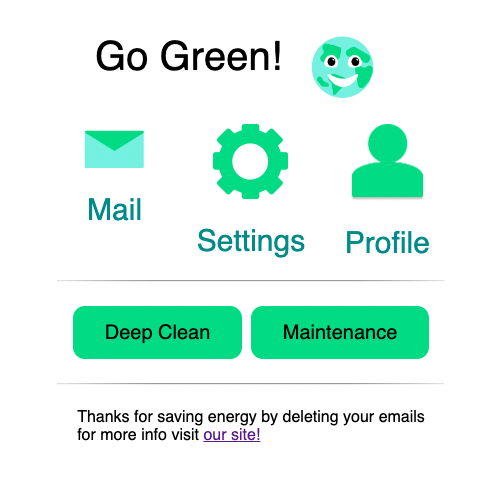 Go Green!
Mail
Settings
Profile
Deep Clean
Maintenance
Thanks for saving energy by deleting your emails
for more info visit our site!